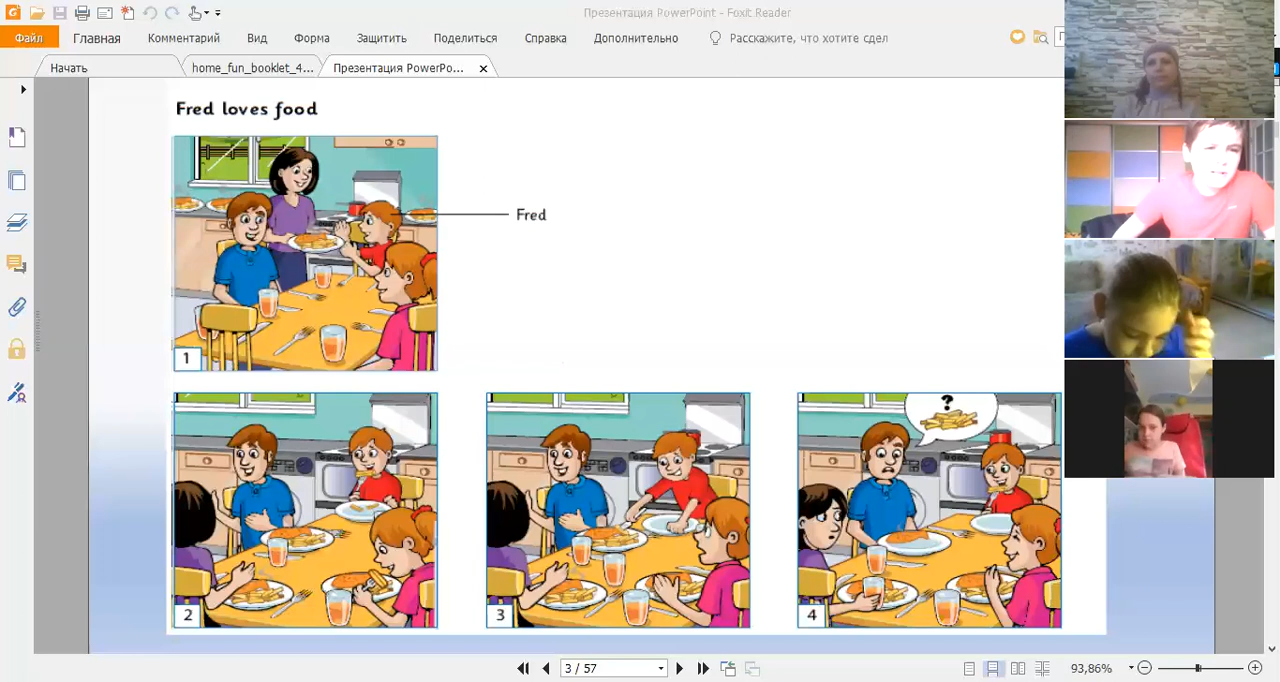 Презентация PowerPoint - Foxit Reader
Файл Главная Комментарий Вид Форма Защитить Поделиться Справка Дополнительно Расскажите, что хотите сдел
Начать home_fun_booklet_4... Презентация PowerPo...
Fred loves food
Fred
1
?
2 3 4
3 / 57 93,86%